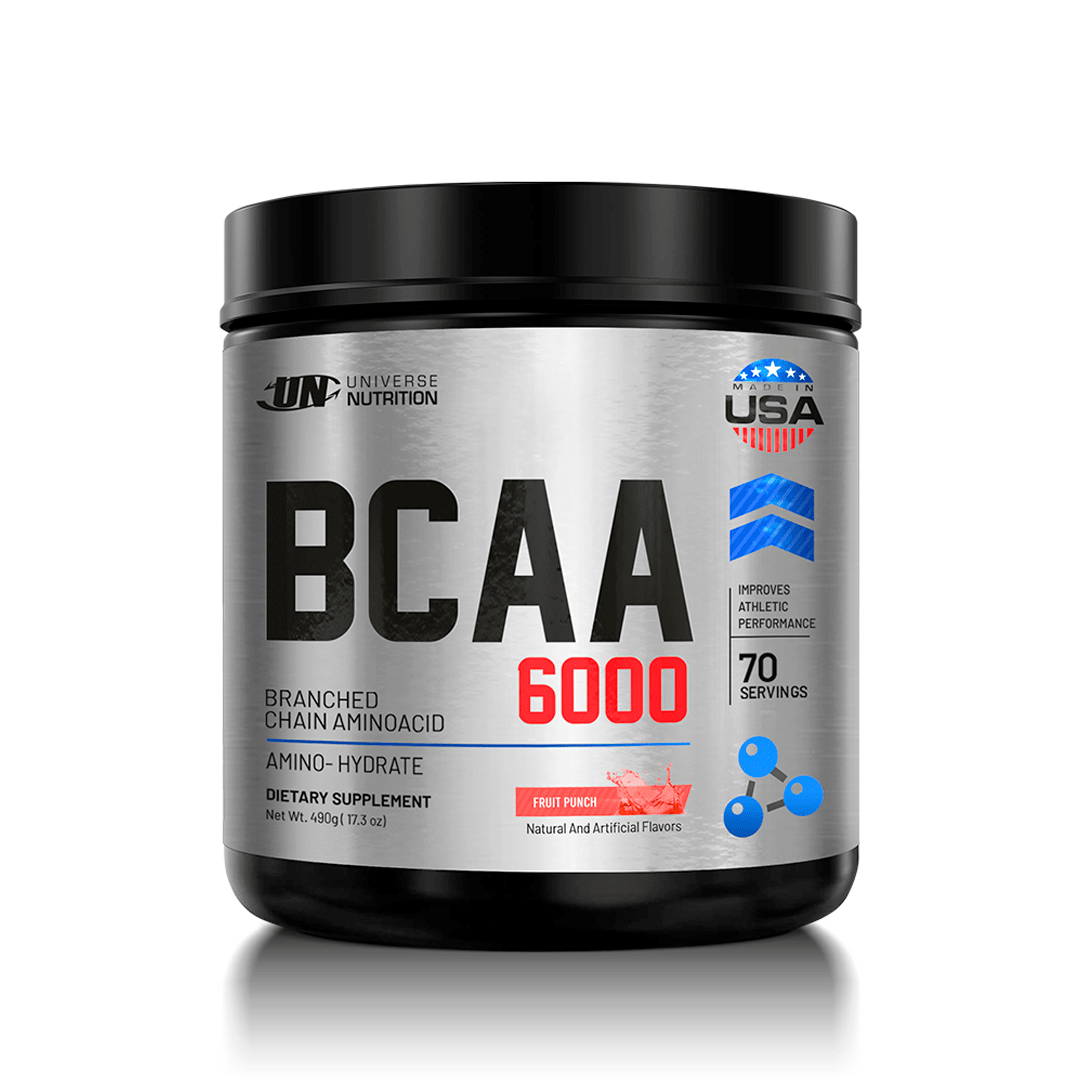 UN UNIVERSE
NUTRITION
MADE IN
USA
BCAA
6000
IMPROVES
ATHLETIC
PERFORMANCE
70
SERVINGS
BRANCHED
CHAIN AMINOACID
AMINO- HYDRATE
DIETARY SUPPLEMENT
Net Wt. 490g( 17.3 oz)
FRUIT PUNCH
Natural And Artificial Flavors